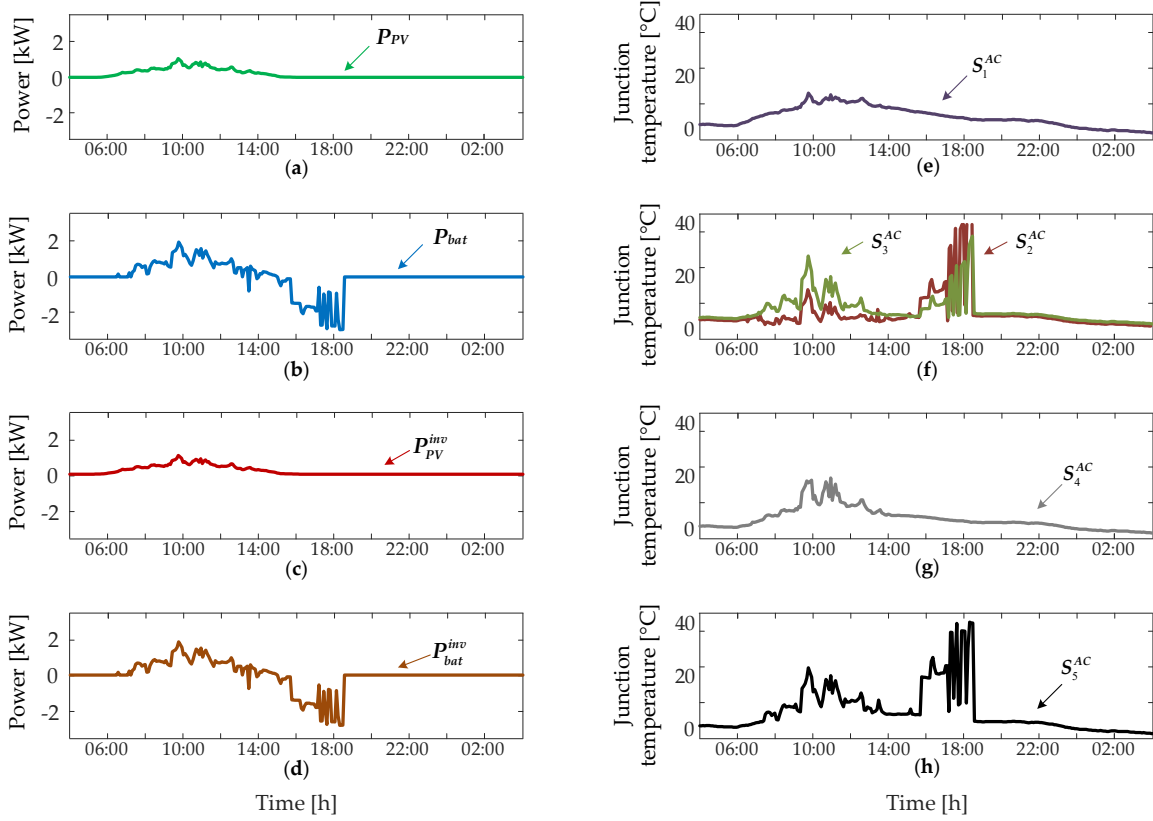 Power [kW]
2
0
-2
P_PV
06:00 10:00 14:00 18:00 22:00 02:00
(a)
Power [kW]
2
0
-2
P_bat
06:00 10:00 14:00 18:00 22:00 02:00
(b)
Power [kW]
2
0
-2
P_PV^inv
06:00 10:00 14:00 18:00 22:00 02:00
(c)
Power [kW]
2
0
-2
P_bat^inv
06:00 10:00 14:00 18:00 22:00 02:00
(d)
Time [h]
Junction
temperature [°C]
40
20
0
S_1^AC
06:00 10:00 14:00 18:00 22:00 02:00
(e)
Junction
temperature [°C]
40
20
0
S_3^AC S_2^AC
06:00 10:00 14:00 18:00 22:00 02:00
(f)
Junction
temperature [°C]
40
20
0
S_4^AC
06:00 10:00 14:00 18:00 22:00 02:00
(g)
Junction
temperature [°C]
40
20
0
S_5^AC
06:00 10:00 14:00 18:00 22:00 02:00
(h)
Time [h]